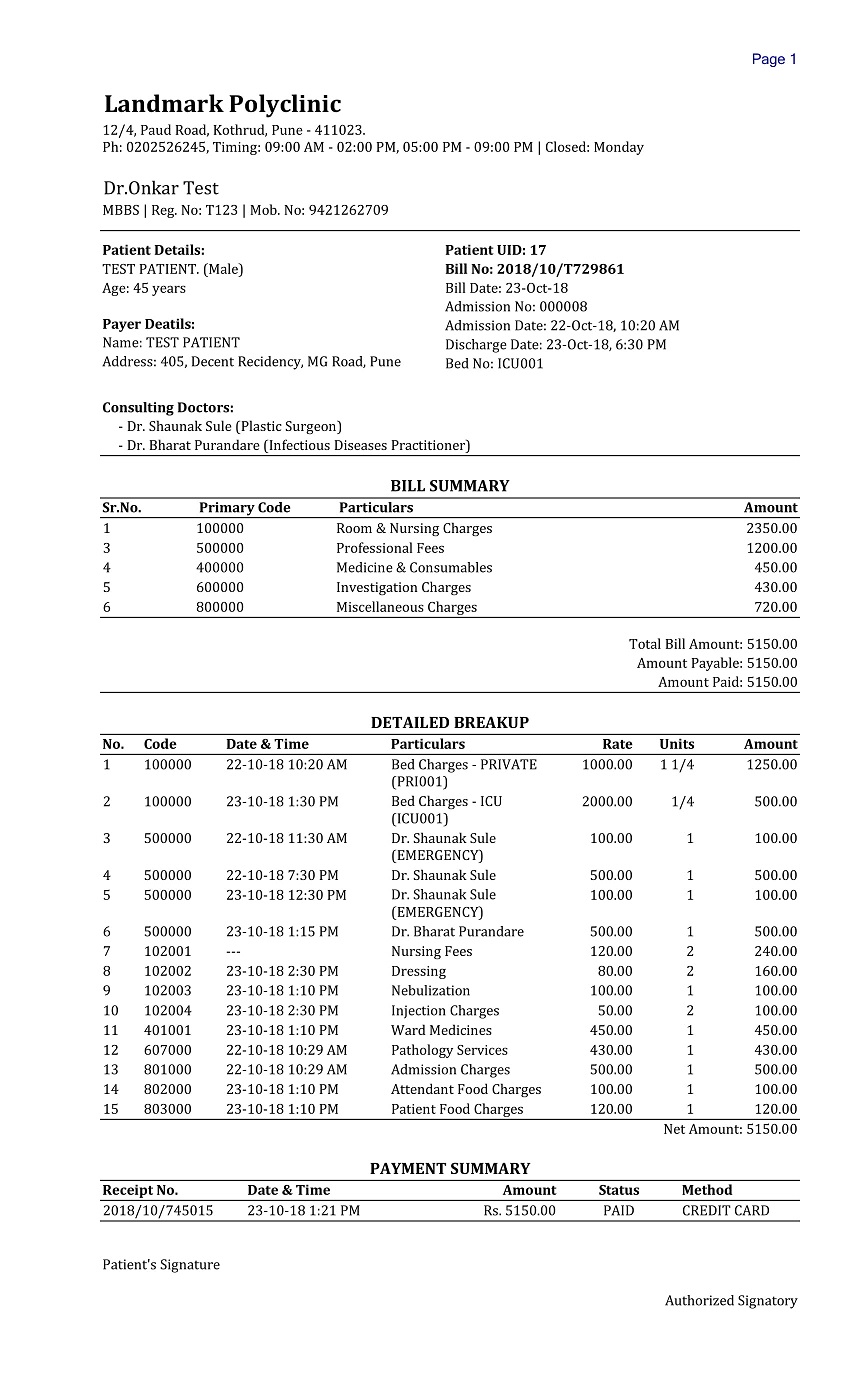 Page 1
Landmark Polyclinic
12/4, Paud Road, Kothrud, Pune - 411023.
Ph: 0202526245, Timing: 09:00 AM - 02:00 PM, 05:00 PM - 09:00 PM | Closed: Monday
Dr.Onkar Test
MBBS | Reg. No: T123 | Mob. No: 9421262709
Patient Details:
TEST PATIENT. (Male)
Age: 45 years
Payer Deatils:
Name: TEST PATIENT
Address: 405, Decent Recidency, MG Road, Pune
Patient UID: 17
Bill No: 2018/10/T729861
Bill Date: 23-Oct-18
Admission No: 000008
Admission Date: 22-Oct-18, 10:20 AM
Discharge Date: 23-Oct-18, 6:30 PM
Bed No: ICU001
Consulting Doctors:
- Dr. Shaunak Sule (Plastic Surgeon)
- Dr. Bharat Purandare (Infectious Diseases Practitioner)
BILL SUMMARY
Sr.No. Primary Code Particulars Amount
1 100000 Room & Nursing Charges 2350.00
3 500000 Professional Fees 1200.00
4 400000 Medicine & Consumables 450.00
5 600000 Investigation Charges 430.00
6 800000 Miscellaneous Charges 720.00
Total Bill Amount: 5150.00
Amount Payable: 5150.00
Amount Paid: 5150.00
DETAILED BREAKUP
No. Code Date & Time Particulars Rate Units Amount
1 100000 22-10-18 10:20 AM Bed Charges - PRIVATE 1000.00 1 1/4 1250.00
(PRI001)
2 100000 23-10-18 1:30 PM Bed Charges - ICU 2000.00 1/4 500.00
(ICU001)
3 500000 22-10-18 11:30 AM Dr. Shaunak Sule 100.00 1 100.00
(EMERGENCY)
4 500000 22-10-18 7:30 PM Dr. Shaunak Sule 500.00 1 500.00
5 500000 23-10-18 12:30 PM Dr. Shaunak Sule 100.00 1 100.00
(EMERGENCY)
6 500000 23-10-18 1:15 PM Dr. Bharat Purandare 500.00 1 500.00
7 102001 --- Nursing Fees 120.00 2 240.00
8 102002 23-10-18 2:30 PM Dressing 80.00 2 160.00
9 102003 23-10-18 1:10 PM Nebulization 100.00 1 100.00
10 102004 23-10-18 2:30 PM Injection Charges 50.00 2 100.00
11 401001 23-10-18 1:10 PM Ward Medicines 450.00 1 450.00
12 607000 22-10-18 10:29 AM Pathology Services 430.00 1 430.00
13 801000 22-10-18 10:29 AM Admission Charges 500.00 1 500.00
14 802000 23-10-18 1:10 PM Attendant Food Charges 100.00 1 100.00
15 803000 23-10-18 1:10 PM Patient Food Charges 120.00 1 120.00
Net Amount: 5150.00
PAYMENT SUMMARY
Receipt No. Date & Time Amount Status Method
2018/10/745015 23-10-18 1:21 PM Rs. 5150.00 PAID CREDIT CARD
Patient's Signature
Authorized Signatory